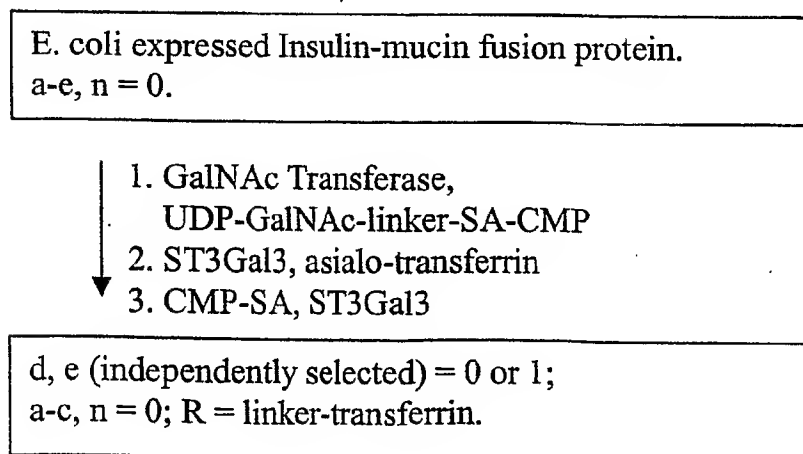 E. coli expressed Insulin-mucin fusion protein.
a-e, n = 0.
1. GalNAc Transferase,
UDP-GalNAc-linker-SA-CMP
2. ST3Gal3, asialo-transferrin
3. CMP-SA, ST3Gal3
d, e (independently selected) = 0 or 1;
a-c, n = 0; R = linker-transferrin.